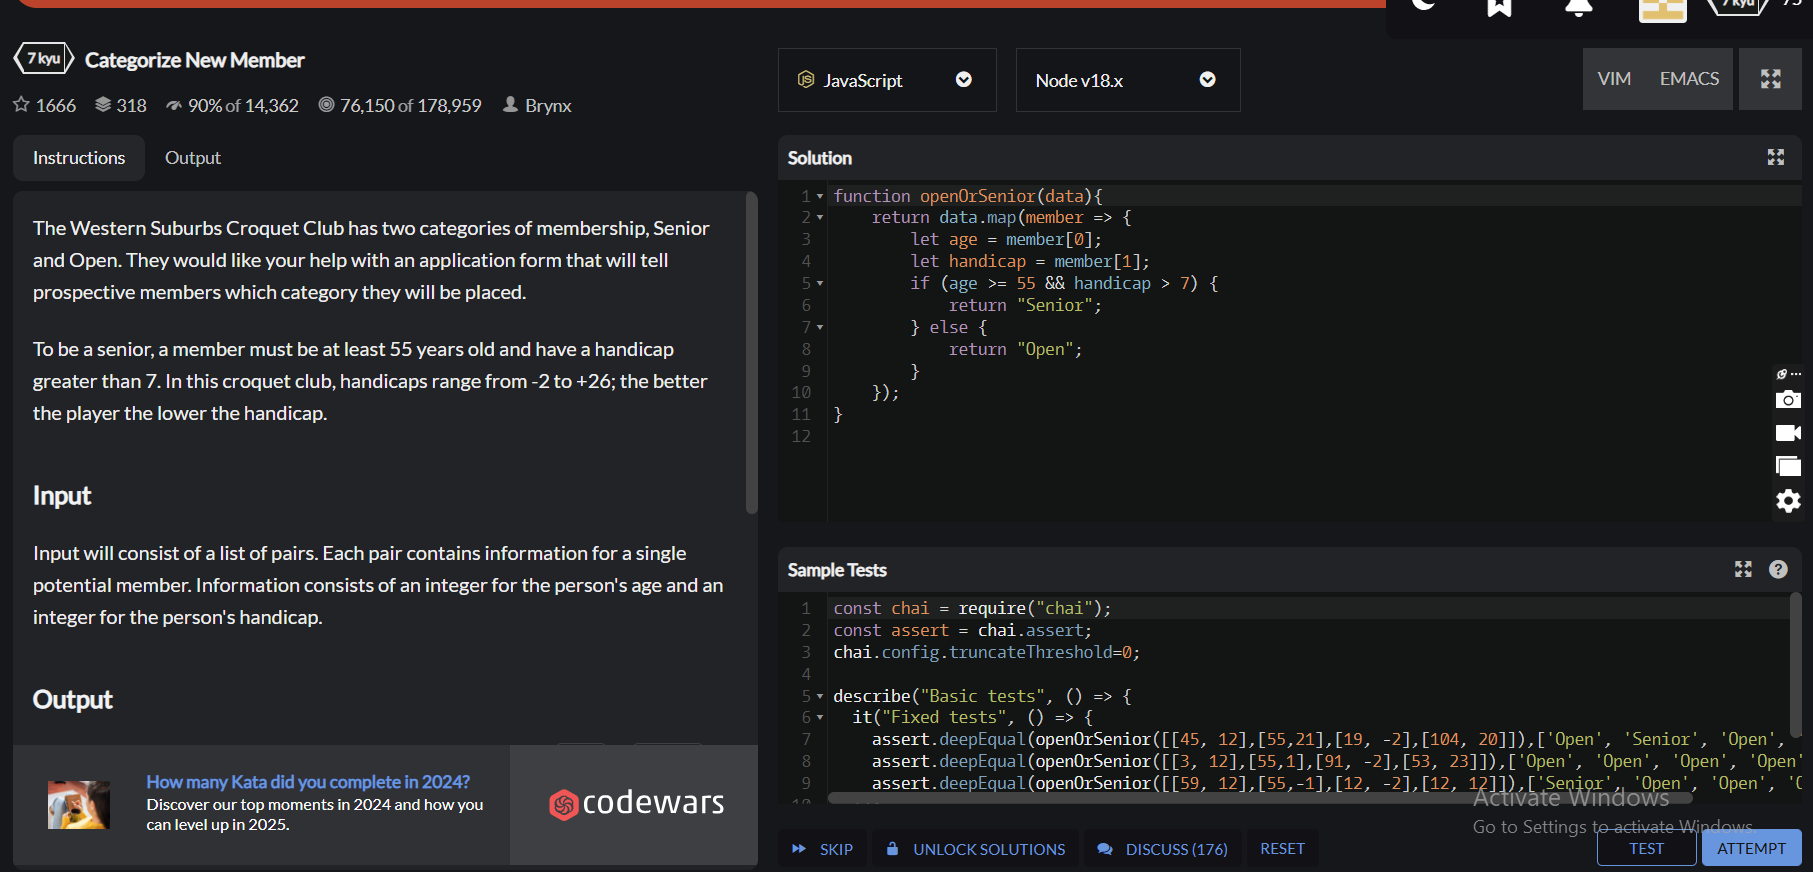 7 kyu
7 kyu
Categorize New Member
1666 318 90% of 14,362 76,150 of 178,959 Brynx
Instructions Output
The Western Suburbs Croquet Club has two categories of membership, Senior
and Open. They would like your help with an application form that will tell
prospective members which category they will be placed.
To be a senior, a member must be at least 55 years old and have a handicap
greater than 7. In this croquet club, handicaps range from -2 to +26; the better
the player the lower the handicap.
Input
Input will consist of a list of pairs. Each pair contains information for a single
potential member. Information consists of an integer for the person's age and an
integer for the person's handicap.
Output
How many Kata did you complete in 2024?
Discover our top moments in 2024 and how you
can level up in 2025.
codewars
JavaScript Node v18.x VIM EMACS
Solution
1 function openOrSenior(data){
2 return data.map(member => {
3 let age = member[0];
4 let handicap = member[1];
5 if (age >= 55 && handicap > 7) {
6 return "Senior";
7 } else {
8 return "Open";
9 }
10 });
11 }
12
Sample Tests
1 const chai = require("chai");
2 const assert = chai.assert;
3 chai.config.truncateThreshold=0;
4
5 describe("Basic tests", () => {
6 it("Fixed tests", () => {
7 assert.deepEqual(openOrSenior([[45, 12],[55,21],[19, -2],[104, 20]]),['Open', 'Senior', 'Open',
8 assert.deepEqual(openOrSenior([[3, 12],[55,1],[91, -2],[53, 23]]),['Open', 'Open', 'Open', 'Open'
9 assert.deepEqual(openOrSenior([[59, 12],[55,-1],[12, -2],[12, 12]]),['Senior', 'Open', 'Open', 'O
Activate Windows
Go to Settings to activate Windows.
SKIP UNLOCK SOLUTIONS DISCUSS (176) RESET TEST ATTEMPT